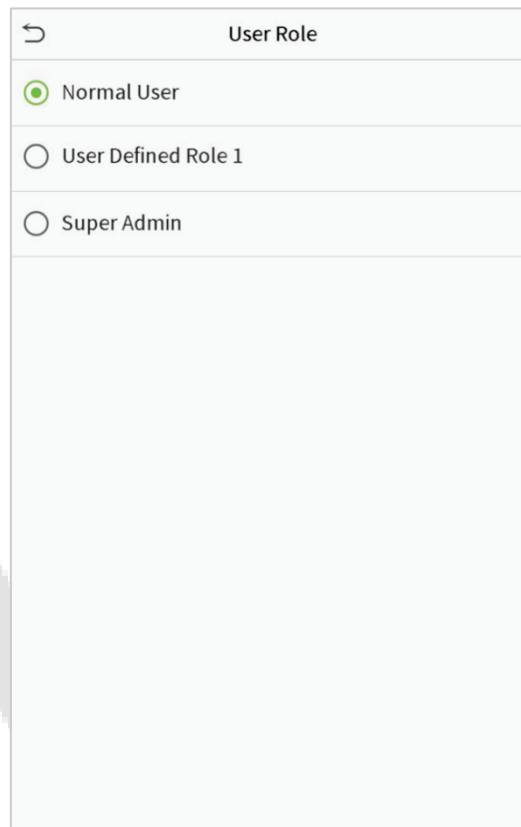 User Role
Normal User
User Defined Role 1
Super Admin